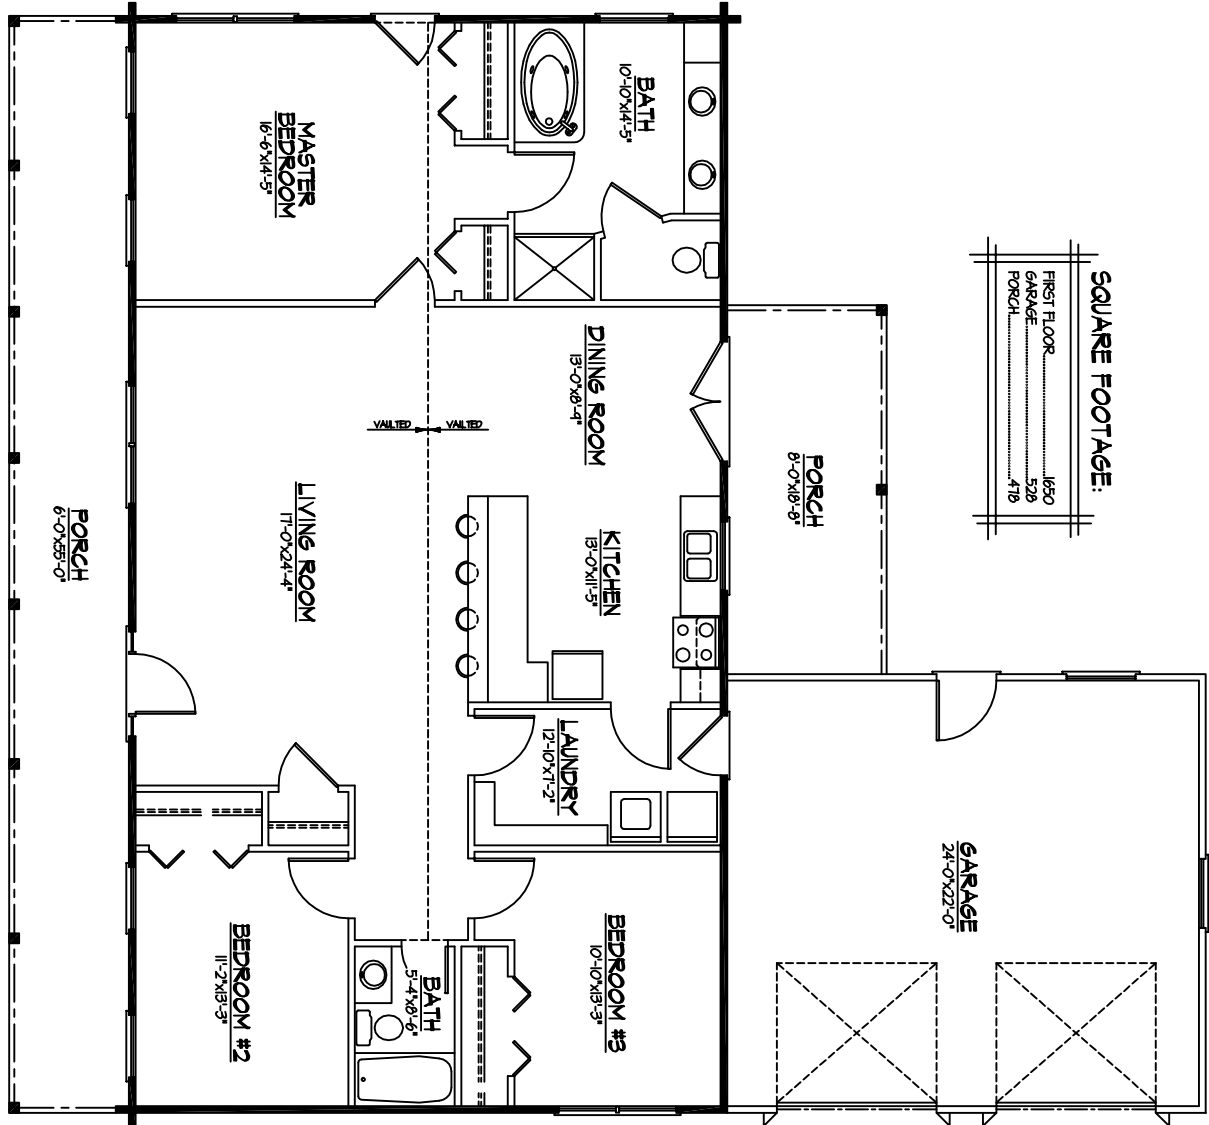 SQUARE FOOTAGE:
FIRST FLOOR..............1650
GARAGE..............528
PORCH..............478
BATH
10'-10"x14'-5"
MASTER
BEDROOM
16'-6"x14'-5"
DINING ROOM
13'-0"x8'-9"
VAULTED
VAULTED
PORCH
8'-0"x18'-8"
KITCHEN
13'-0"x11'-5"
LIVING ROOM
17'-0"x24'-4"
PORCH
6'-0"x55'-0"
LAUNDRY
12'-10"x7'-2"
GARAGE
24'-0"x22'-0"
BEDROOM #3
10'-10"x13'-3"
BATH
5'-4"x8'-6"
BEDROOM #2
11'-2"x13'-3"